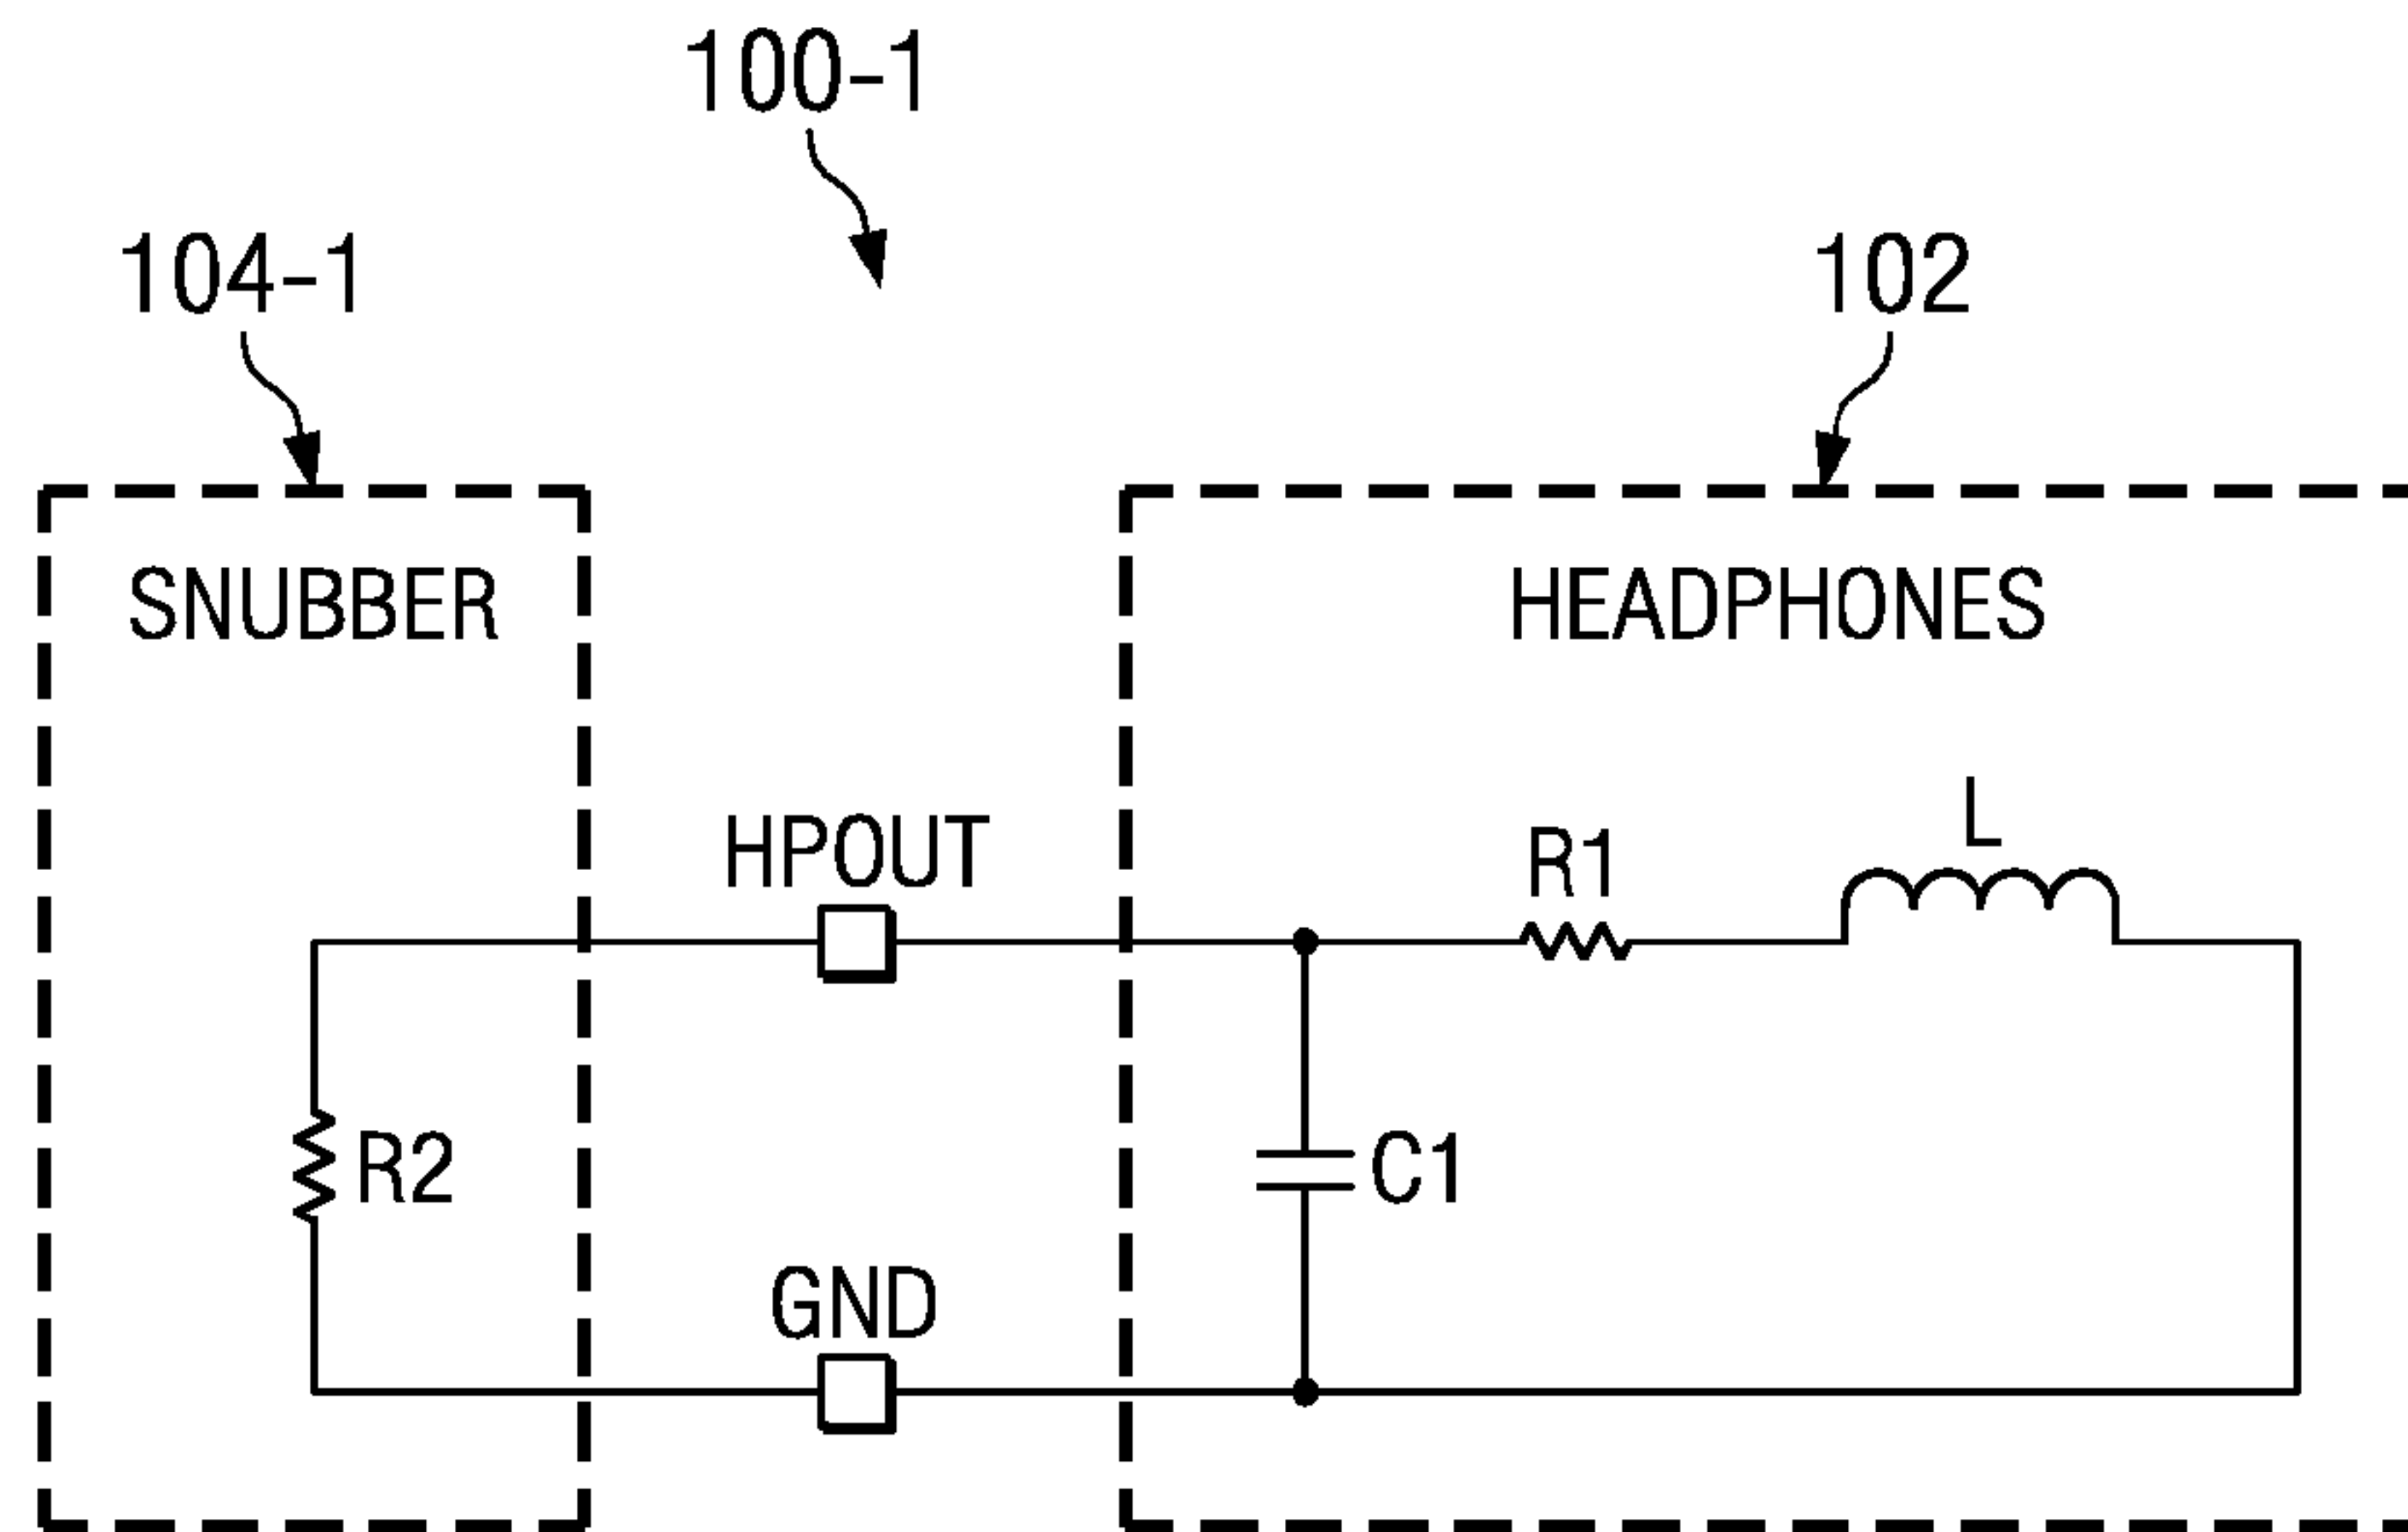 100-1
104-1
102
SNUBBER
HEADPHONES
HPOUT
R1
L
R2
C1
GND